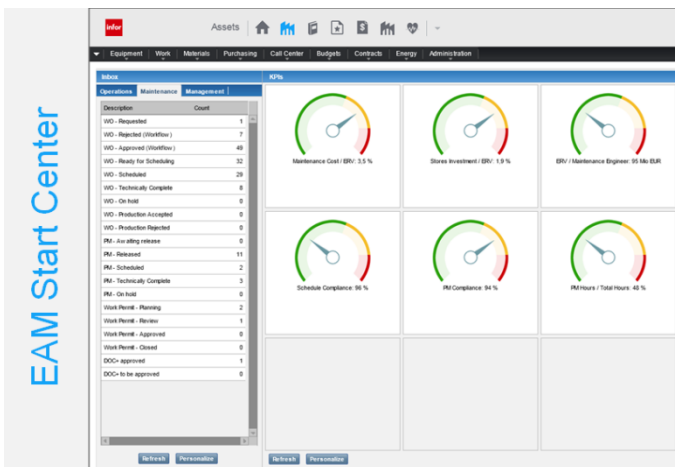 EAM Start Center
infor
Assets
Equipment Work Materials Purchasing Call Center Budgets Contracts Energy Administration
Inbox
Operations Maintenance Management
Description Count
WO - Requested 1
WO - Rejected (Workflow) 7
WO - Approved (Workflow) 49
WO - Ready for Scheduling 32
WO - Scheduled 29
WO - Technically Complete 8
WO - On hold 0
WO - Production Accepted 0
WO - Production Rejected 0
PM - Awaiting release 0
PM - Released 11
PM - Scheduled 2
PM - Technically Complete 3
PM - On hold 0
Work Permit - Planning 2
Work Permit - Review 1
Work Permit - Approved 0
Work Permit - Closed 0
DOC+ approved 1
DOC+ to be approved 0
Refresh Personalize
KPIs
Maintenance Cost / ERV: 3,5 %
Stores Investment / ERV: 1,9 %
ERV / Maintenance Engineer: 95 Mio EUR
Schedule Compliance: 96 %
PM Compliance: 94 %
PM Hours / Total Hours: 48 %
Refresh Personalize